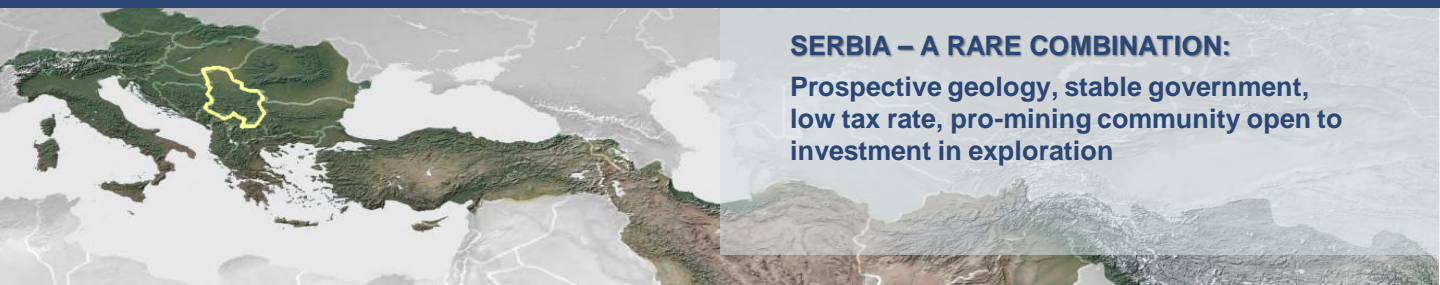 SERBIA – A RARE COMBINATION:
Prospective geology, stable government,
low tax rate, pro-mining community open to
investment in exploration